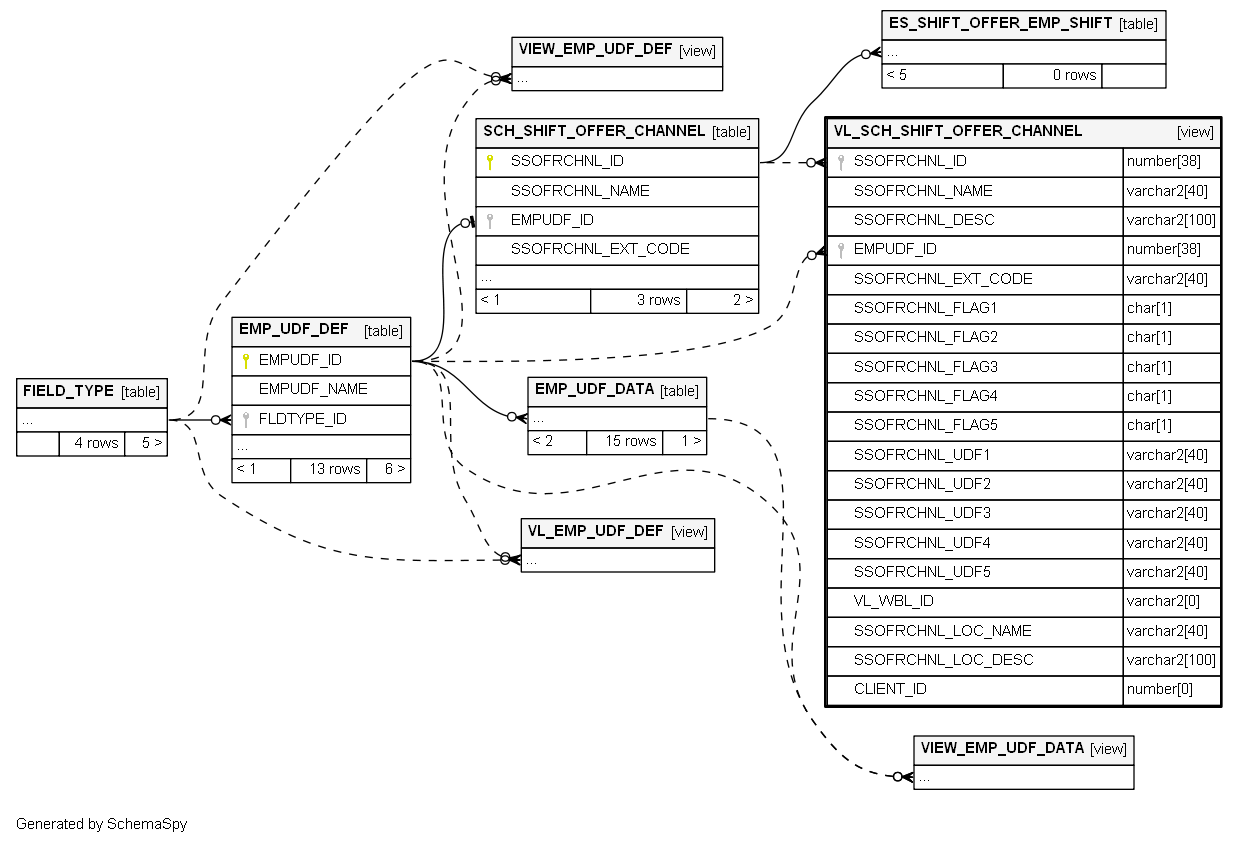 ES_SHIFT_OFFER_EMP_SHIFT [table]
...
< 5 0 rows
VIEW_EMP_UDF_DEF [view]
...
SCH_SHIFT_OFFER_CHANNEL [table]
SSOFRCHNL_ID
SSOFRCHNL_NAME
EMPUDF_ID
SSOFRCHNL_EXT_CODE
...
< 1 3 rows 2 >
VL_SCH_SHIFT_OFFER_CHANNEL [view]
SSOFRCHNL_ID number[38]
SSOFRCHNL_NAME varchar2[40]
SSOFRCHNL_DESC varchar2[100]
EMPUDF_ID number[38]
SSOFRCHNL_EXT_CODE varchar2[40]
SSOFRCHNL_FLAG1 char[1]
SSOFRCHNL_FLAG2 char[1]
SSOFRCHNL_FLAG3 char[1]
SSOFRCHNL_FLAG4 char[1]
SSOFRCHNL_FLAG5 char[1]
SSOFRCHNL_UDF1 varchar2[40]
SSOFRCHNL_UDF2 varchar2[40]
SSOFRCHNL_UDF3 varchar2[40]
SSOFRCHNL_UDF4 varchar2[40]
SSOFRCHNL_UDF5 varchar2[40]
VL_WBL_ID varchar2[0]
SSOFRCHNL_LOC_NAME varchar2[40]
SSOFRCHNL_LOC_DESC varchar2[100]
CLIENT_ID number[0]
EMP_UDF_DEF [table]
EMPUDF_ID
EMPUDF_NAME
FLDTYPE_ID
...
< 1 13 rows 6 >
FIELD_TYPE [table]
...
4 rows 5 >
EMP_UDF_DATA [table]
...
< 2 15 rows 1 >
VL_EMP_UDF_DEF [view]
...
VIEW_EMP_UDF_DATA [view]
...
Generated by SchemaSpy